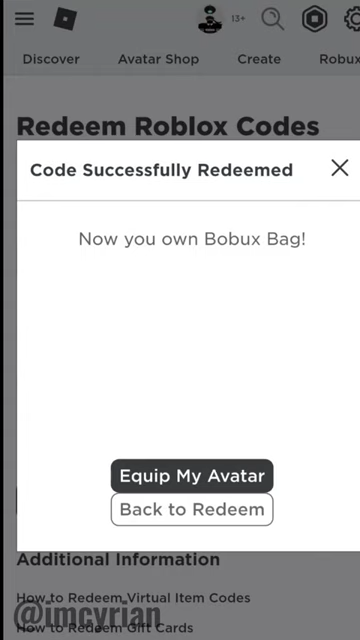 13+
Discover Avatar Shop Create Robux
Redeem Roblox Codes
Code Successfully Redeemed
Now you own Bobux Bag!
Equip My Avatar
Back to Redeem
Additional Information
How to Redeem Virtual Item Codes
@imcyrian
How to Redeem Gift Cards